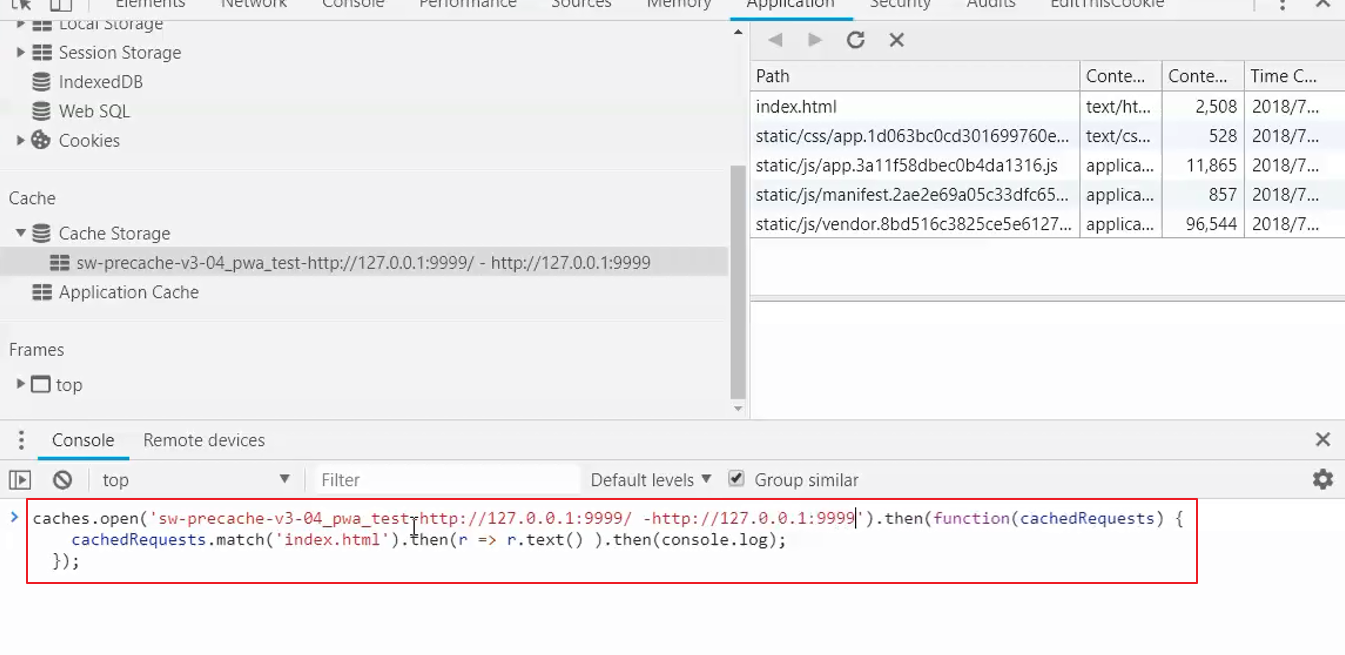 Elements Network Console Performance Sources Memory Application Security Audits EditThisCookie
Local Storage
Session Storage
IndexedDB
Web SQL
Cookies
Cache
Cache Storage
sw-precache-v3-04_pwa_test-http://127.0.0.1:9999/ - http://127.0.0.1:9999
Application Cache
Frames
top
Path Conte... Conte... Time C...
index.html text/ht... 2,508 2018/7...
static/css/app.1d063bc0cd301699760e... text/cs... 528 2018/7...
static/js/app.3a11f58dbec0b4da1316.js applica... 11,865 2018/7...
static/js/manifest.2ae2e69a05c33dfc65... applica... 857 2018/7...
static/js/vendor.8bd516c3825ce5e6127... applica... 96,544 2018/7...
Console Remote devices
top Filter Default levels Group similar
caches.open('sw-precache-v3-04_pwa_test-http://127.0.0.1:9999/ -http://127.0.0.1:9999').then(function(cachedRequests) {
cachedRequests.match('index.html').then(r => r.text() ).then(console.log);
});